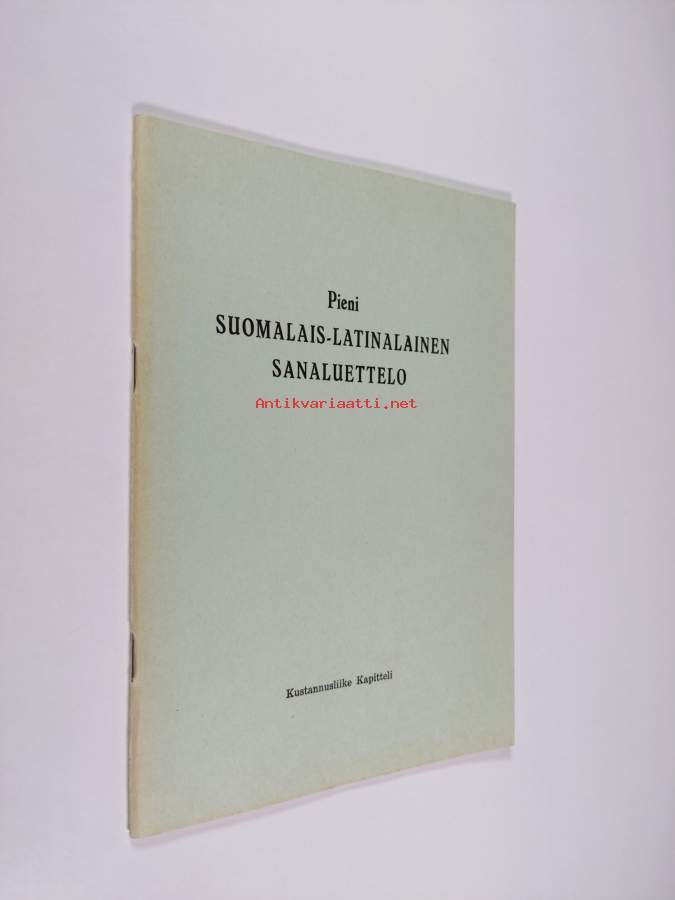 Pieni
SUOMALAIS-LATINALAINEN
SANALUETTELO
Antikvariaatti.net
Kustannusliike Kapitteli